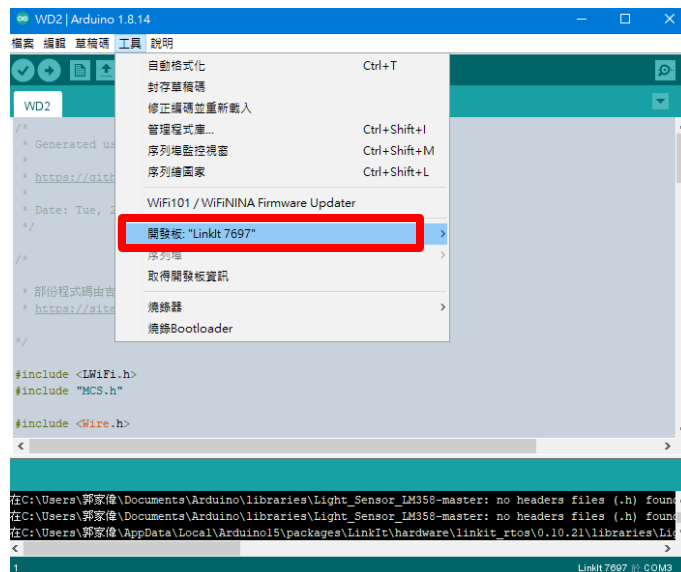 WD2 | Arduino 1.8.14
檔案 編輯 草稿碼 工具 說明
自動格式化 Ctrl+T
封存草稿碼
修正編碼並重新載入
管理程式庫... Ctrl+Shift+I
序列埠監控視窗 Ctrl+Shift+M
序列繪圖家 Ctrl+Shift+L
WiFi101 / WiFiNINA Firmware Updater
開發板: "LinkIt 7697"
序列埠
取得開發板資訊
燒錄器
燒錄Bootloader
WD2
/*
* Generated us
*
* https://gith
*
* Date: Tue, 2
*/
/*
* 部份程式碼由吉
* https://site
*/
#include <LWiFi.h>
#include "MCS.h"
#include <Wire.h>
在C:\Users\郭家偉\Documents\Arduino\libraries\Light_Sensor_LM358-master: no headers files (.h) foun
在C:\Users\郭家偉\Documents\Arduino\libraries\Light_Sensor_LM358-master: no headers files (.h) foun
在C:\Users\郭家偉\AppData\Local\Arduino15\packages\LinkIt\hardware\linkit_rtos\0.10.21\libraries\Li
1 LinkIt 7697 於 COM3